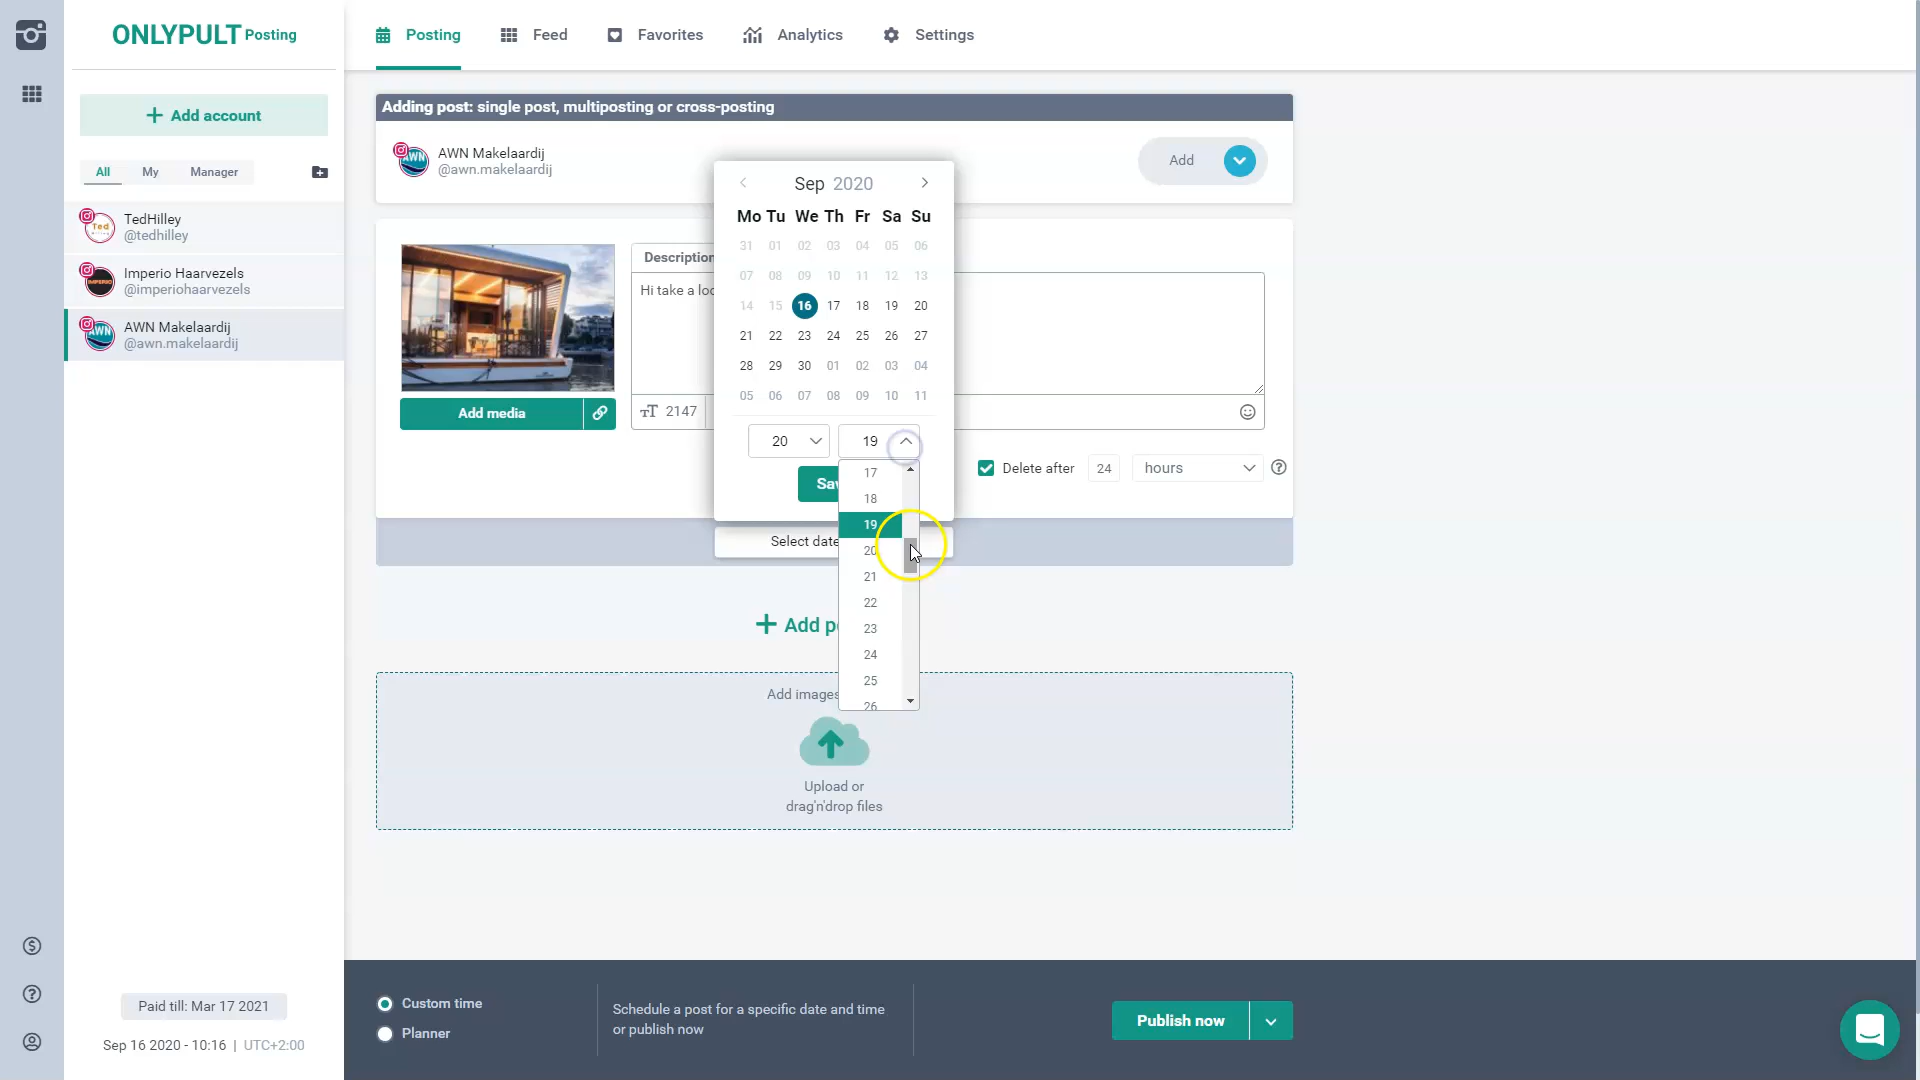 ONLYPULT Posting
Posting
Feed
Favorites
Analytics
Settings
Add account
All
My
Manager
TedHilley
@tedhilley
Imperio Haarvezels
@imperiohaarvezels
AWN Makelaardij
@awn.makelaardij
Adding post: single post, multiposting or cross-posting
AWN Makelaardij
@awn.makelaardij
Add
Add media
Description
Hi take a
TT 2147
Sep 2020
Mo Tu We Th Fr Sa Su
31 01 02 03 04 05 06
07 08 09 10 11 12 13
14 15 16 17 18 19 20
21 22 23 24 25 26 27
28 29 30 01 02 03 04
05 06 07 08 09 10 11
20
19
17
18
19
20
21
22
23
24
25
26
Delete after
24
hours
Select date
Add
Add images
Upload or
drag'n'drop files
Custom time
Planner
Schedule a post for a specific date and time
or publish now
Publish now
Paid till: Mar 17 2021
Sep 16 2020 - 10:16 | UTC+2:00